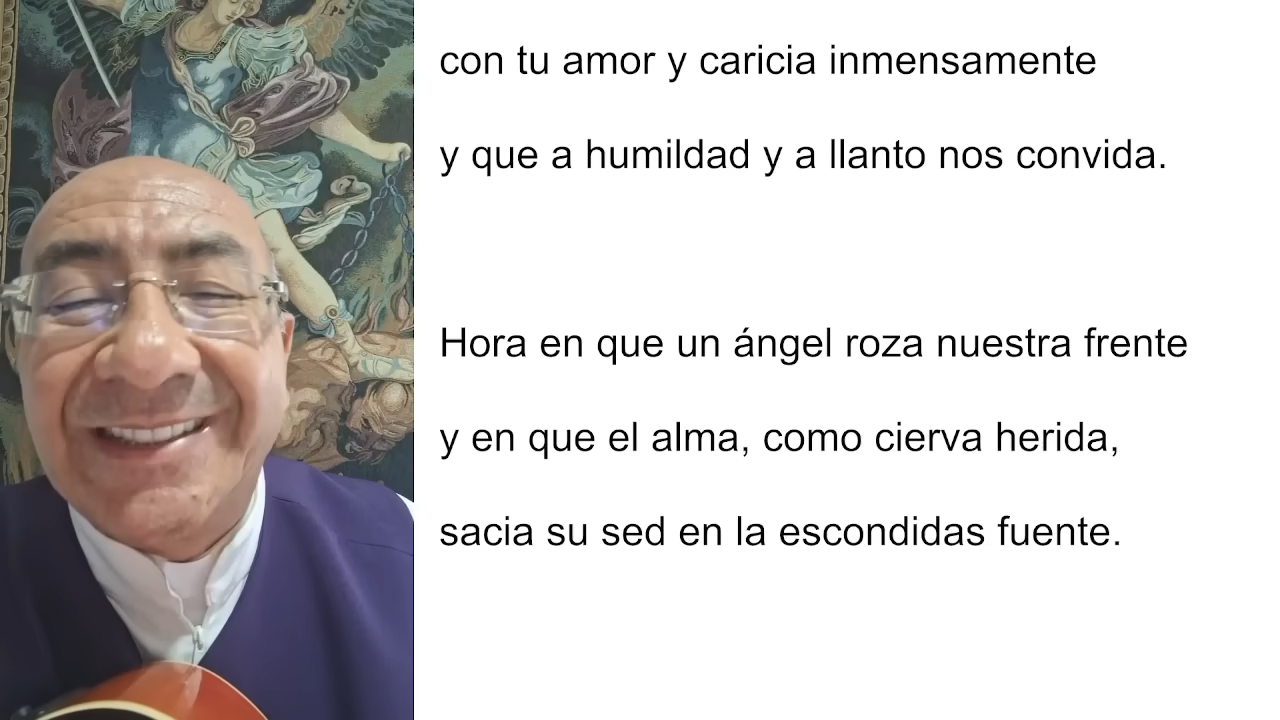 con tu amor y caricia inmensamente
y que a humildad y a llanto nos convida.
Hora en que un ángel roza nuestra frente
y en que el alma, como cierva herida,
sacia su sed en la escondidas fuente.